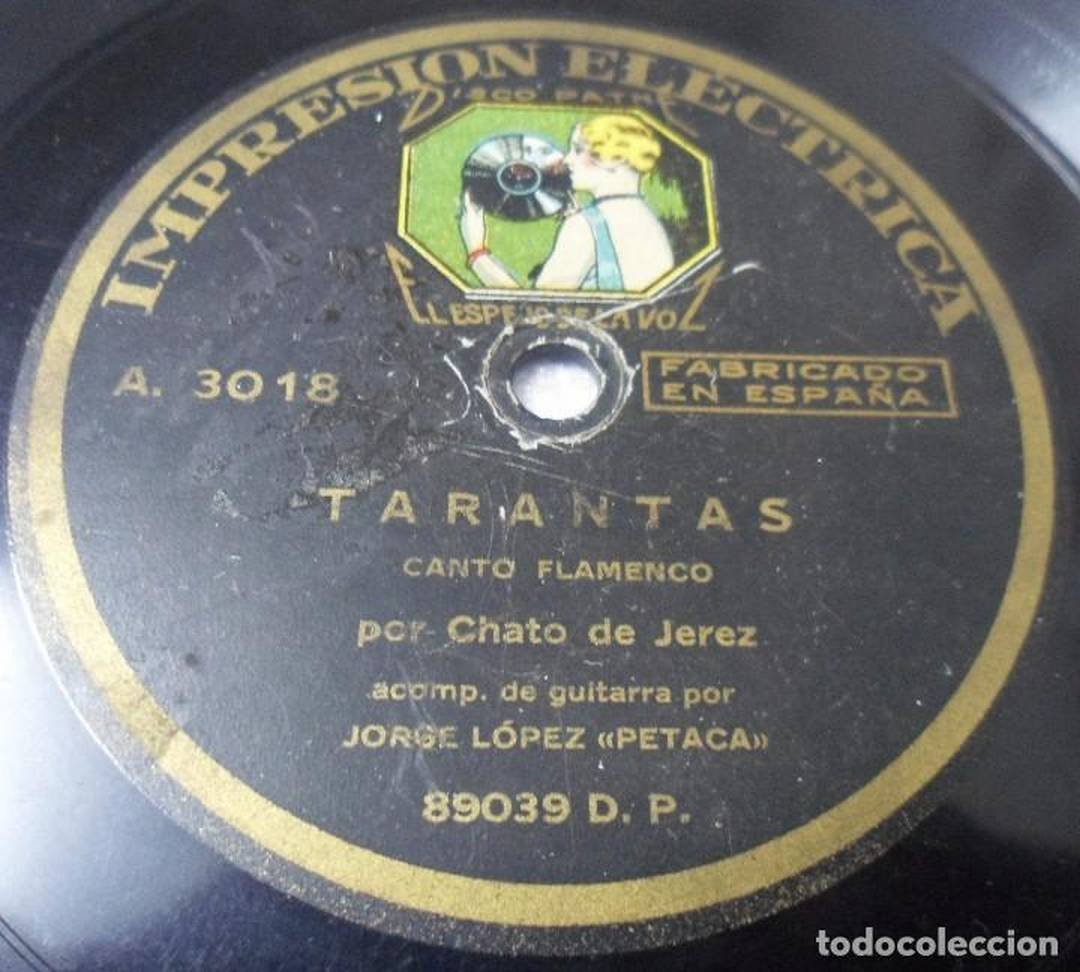 IMPRESION ELECTRICA
DISCO
EL ESPEJO DE LA VOZ
A. 3018
FABRICADO
EN ESPAÑA
TARANTAS
CANTO FLAMENCO
por Chato de Jerez
acomp. de guitarra por
JORGE LÓPEZ «PETACA»
89039 D. P.
todocoleccion